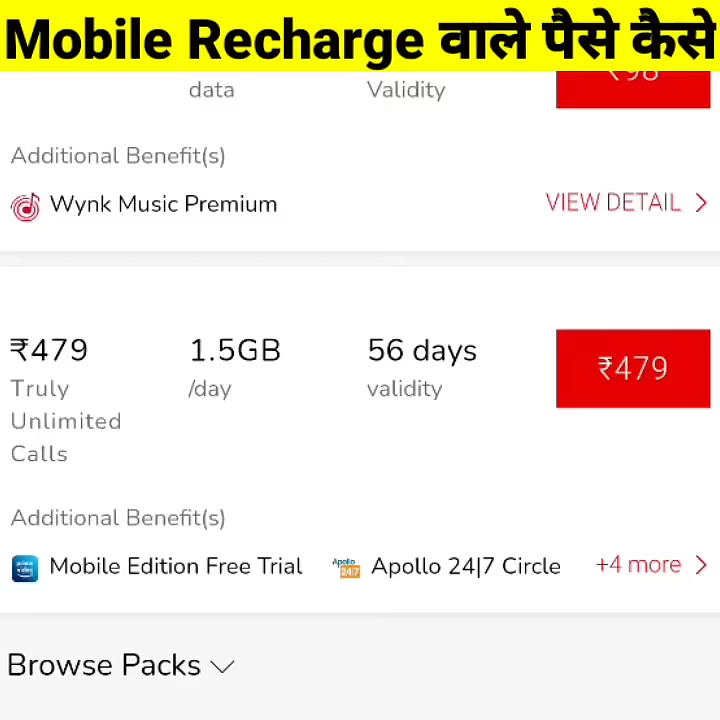 Mobile Recharge वाले पैसे कैसे
data Validity
Additional Benefit(s)
Wynk Music Premium VIEW DETAIL
₹479 1.5GB 56 days ₹479
Truly /day validity
Unlimited
Calls
Additional Benefit(s)
Mobile Edition Free Trial Apollo 24|7 Circle +4 more
Browse Packs